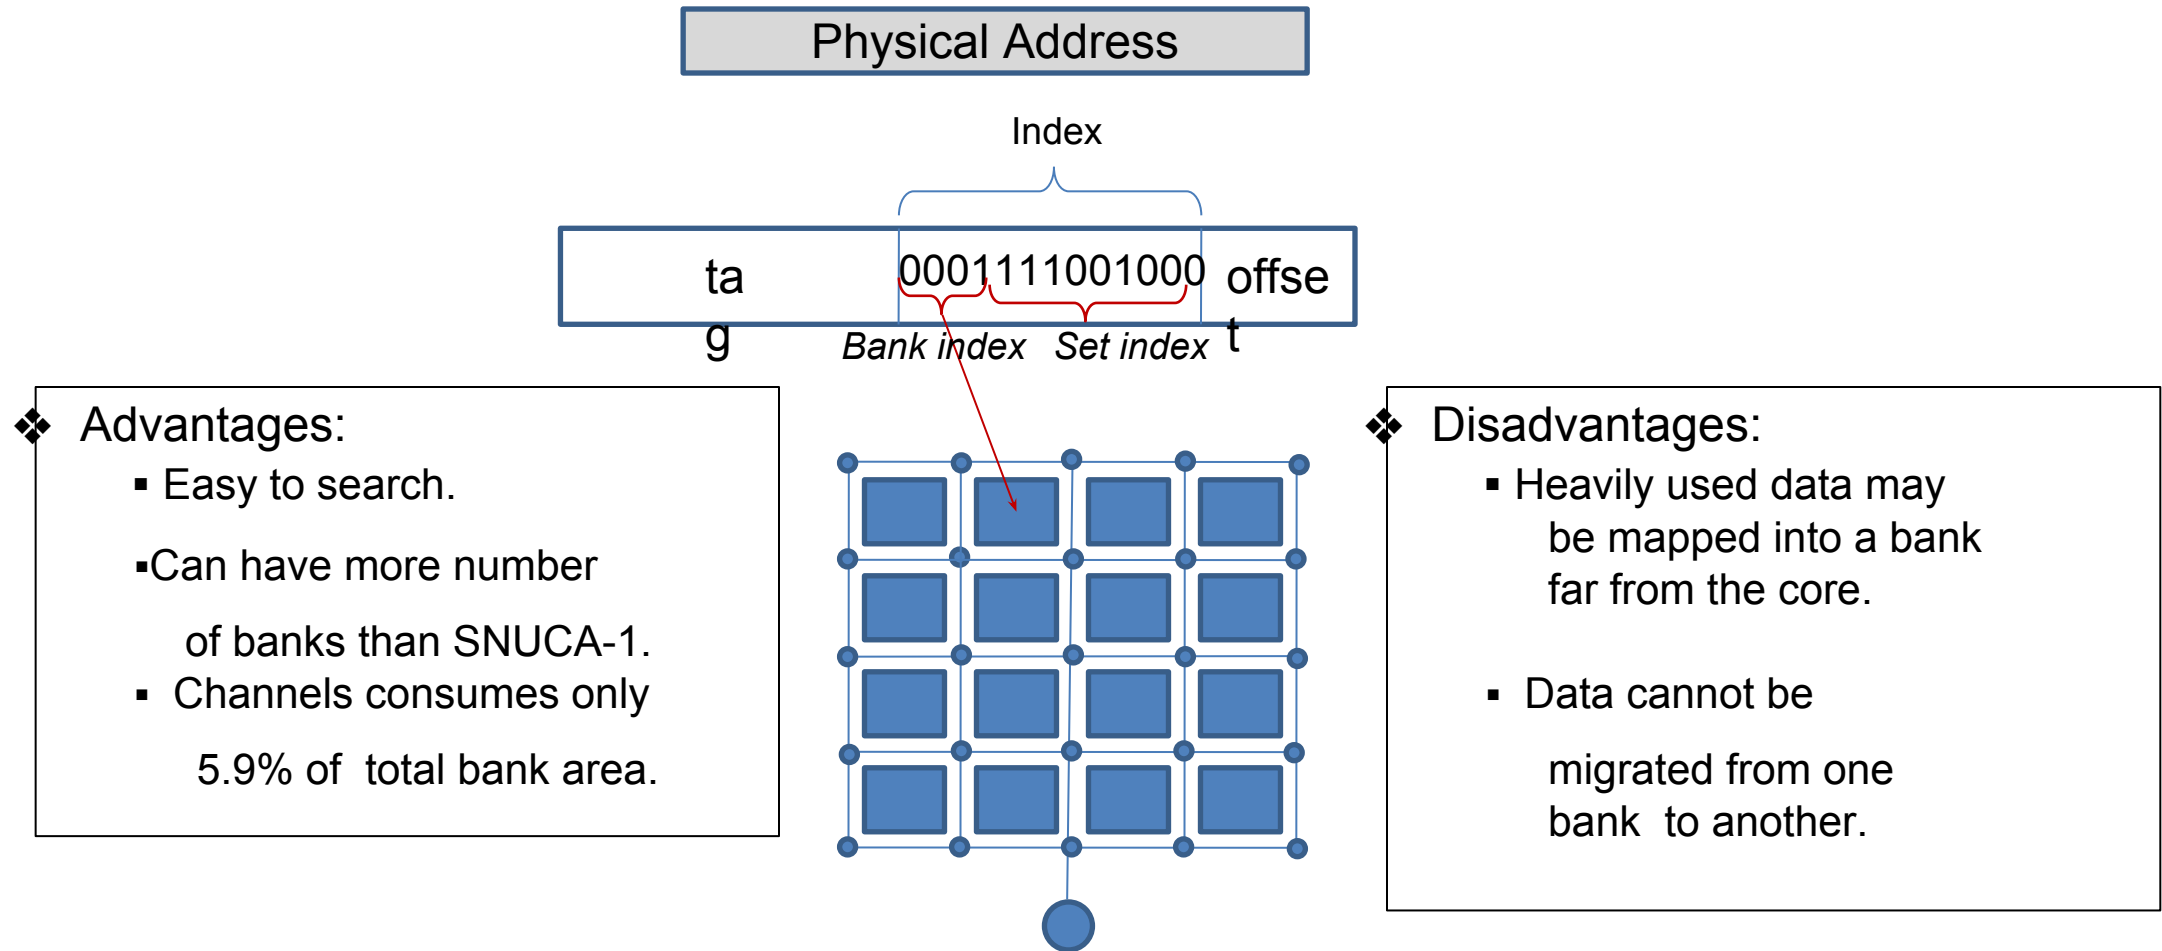 Physical Address
Index
ta
g
0001111001000
offse
t
Bank index
Set index
❖ Advantages:
▪ Easy to search.
▪Can have more number
of banks than SNUCA-1.
▪ Channels consumes only
5.9% of total bank area.
❖ Disadvantages:
▪ Heavily used data may
be mapped into a bank
far from the core.
▪ Data cannot be
migrated from one
bank to another.